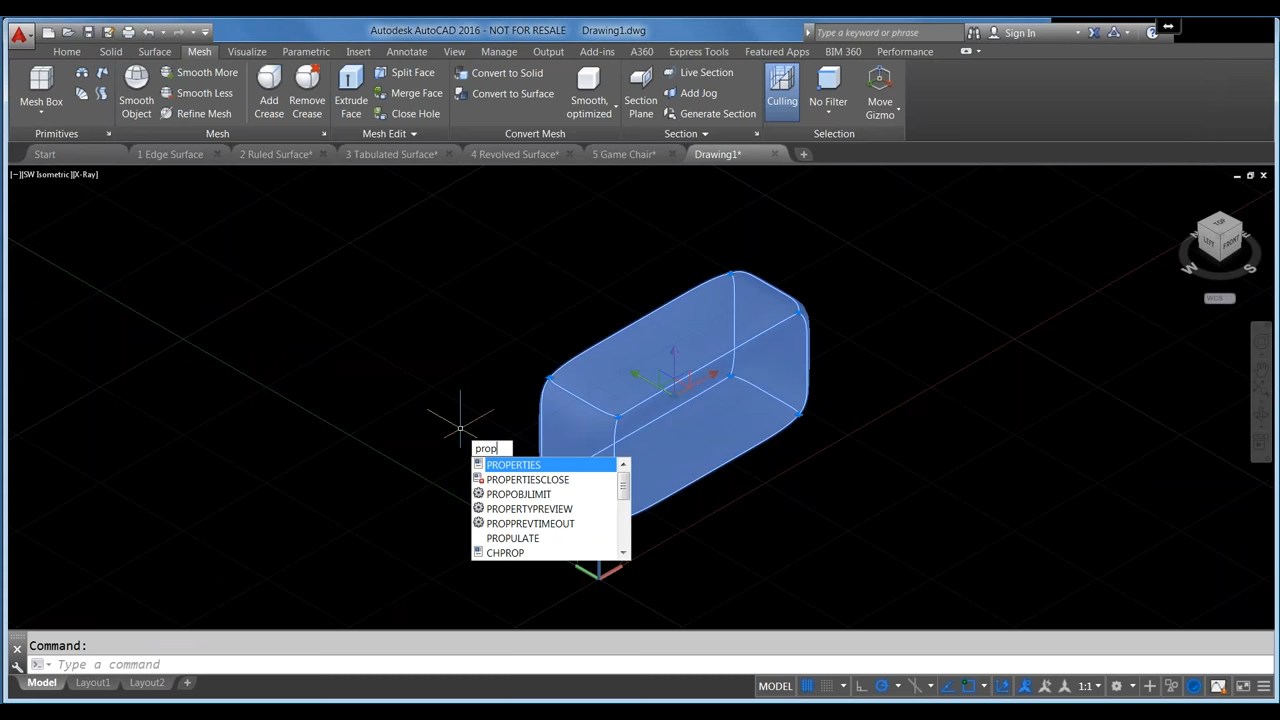 Autodesk AutoCAD 2016 - NOT FOR RESALE Drawing1.dwg
Type a keyword or phrase
Sign In
Home Solid Surface Mesh Visualize Parametric Insert Annotate View Manage Output Add-ins A360 Express Tools Featured Apps BIM 360 Performance
Mesh Box
Smooth Object
Smooth More
Smooth Less
Refine Mesh
Add Crease
Remove Crease
Extrude Face
Split Face
Merge Face
Close Hole
Convert to Solid
Convert to Surface
Smooth, optimized
Section Plane
Live Section
Add Jog
Generate Section
Culling
No Filter
Move Gizmo
Primitives Mesh Mesh Edit Convert Mesh Section Selection
Start 1 Edge Surface 2 Ruled Surface* 3 Tabulated Surface* 4 Revolved Surface* 5 Game Chair* Drawing1*
[−][SW Isometric][X-Ray]
TOP
LEFT FRONT
W S
WCS
prop
PROPERTIES
PROPERTIESCLOSE
PROPOBJLIMIT
PROPERTYPREVIEW
PROPPREVTIMEOUT
PROPULATE
CHPROP
Command:
Type a command
Model Layout1 Layout2
MODEL 1:1